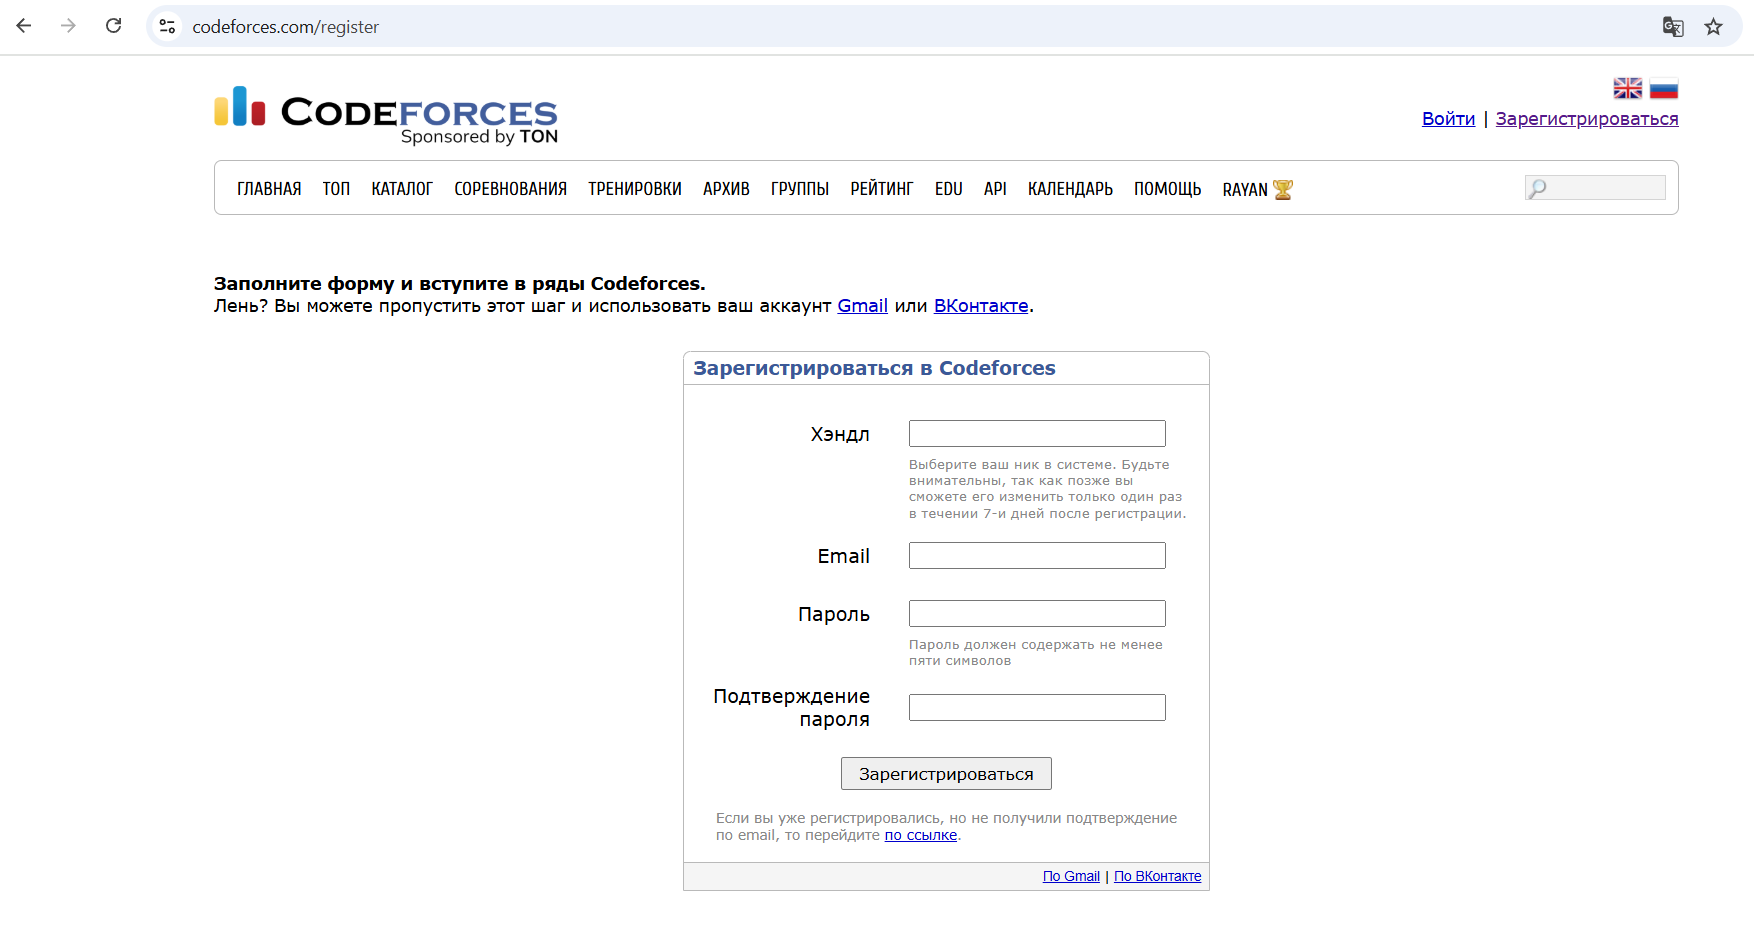 codeforces.com/register
CODEFORCES
Sponsored by TON
Войти | Зарегистрироваться
ГЛАВНАЯ ТОП КАТАЛОГ СОРЕВНОВАНИЯ ТРЕНИРОВКИ АРХИВ ГРУППЫ РЕЙТИНГ EDU API КАЛЕНДАРЬ ПОМОЩЬ RAYAN
Заполните форму и вступите в ряды Codeforces.
Лень? Вы можете пропустить этот шаг и использовать ваш аккаунт Gmail или ВКонтакте.
Зарегистрироваться в Codeforces
Хэндл
Выберите ваш ник в системе. Будьте
внимательны, так как позже вы
сможете его изменить только один раз
в течении 7-и дней после регистрации.
Email
Пароль
Пароль должен содержать не менее
пяти символов
Подтверждение
пароля
Зарегистрироваться
Если вы уже регистрировались, но не получили подтверждение
по email, то перейдите по ссылке.
По Gmail | По ВКонтакте